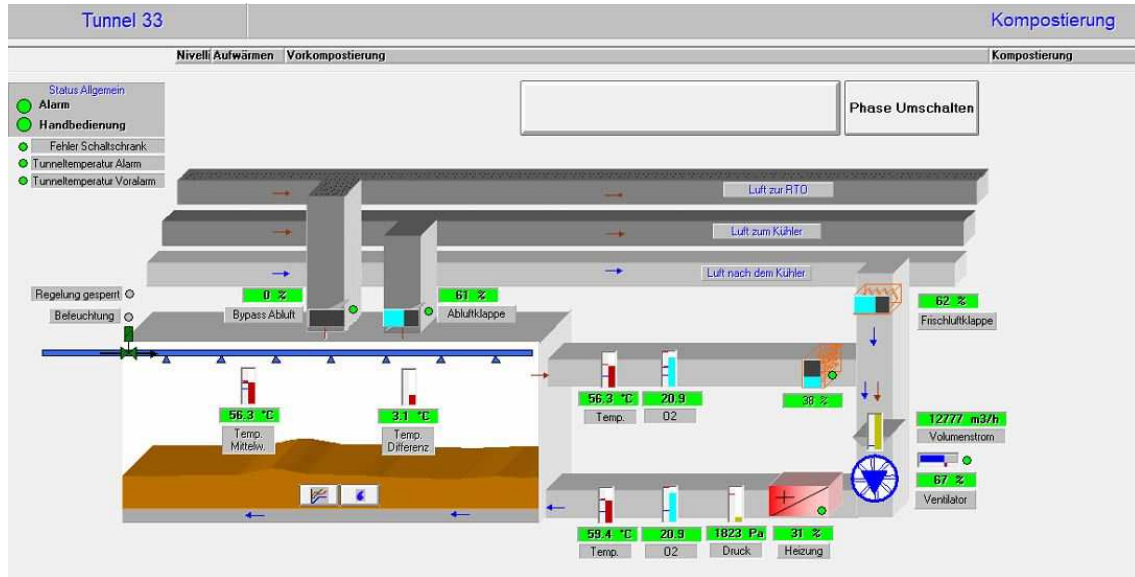 Tunnel 33
Kompostierung
Nivelli Aufwärmen Vorkompostierung Kompostierung
Status Allgemein
Alarm
Handbedienung
Fehler Schaltschrank
Tunneltemperatur Alarm
Tunneltemperatur Voralarm
Phase Umschalten
Luft zur RTO
Luft zum Kühler
Luft nach dem Kühler
Regelung gesperrt
Befeuchtung
0 %
Bypass Abluft
61 %
Abluftklappe
62 %
Frischluftklappe
56.3 °C
Temp.
Mittelw.
3.1 °C
Temp.
Differenz
56.3 °C
Temp.
20.9
O2
38 %
12777 m3/h
Volumenstrom
67 %
Ventilator
59.4 °C
Temp.
20.9
O2
1823 Pa
Druck
31 %
Heizung